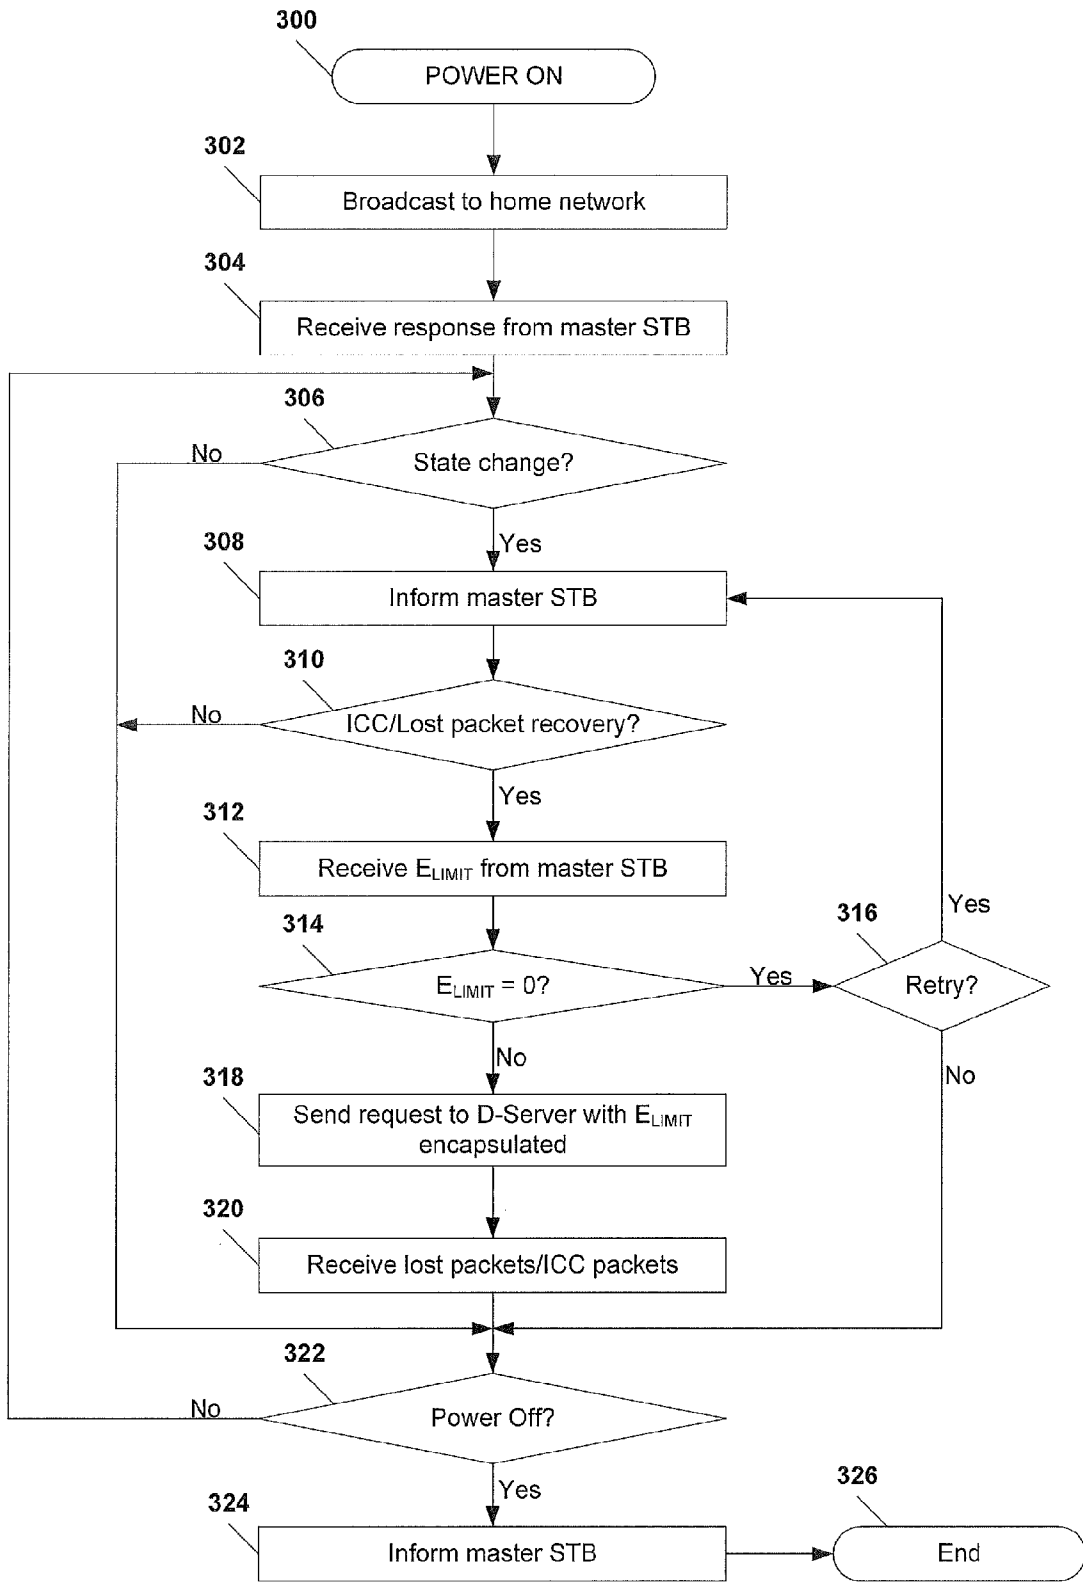 300
POWER ON
302
Broadcast to home network
304
Receive response from master STB
306
No
State change?
Yes
308
Inform master STB
310
No
ICC/Lost packet recovery?
Yes
312
Receive ELIMIT from master STB
Yes
314
316
ELIMIT = 0?
Yes
Retry?
No
No
318
Send request to D-Server with ELIMIT
encapsulated
320
Receive lost packets/ICC packets
322
No
Power Off?
Yes
324
326
Inform master STB
End